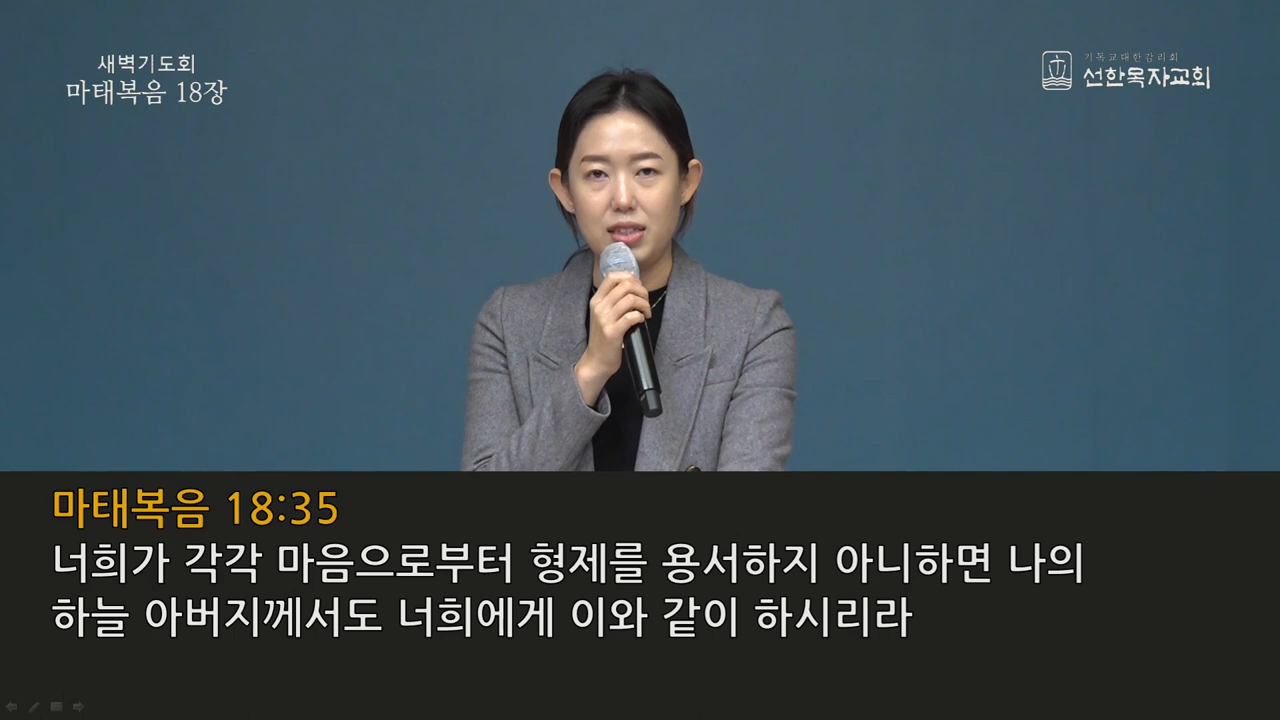 새벽기도회
마태복음 18장
기독교대한감리회
선한목자교회
마태복음 18:35
너희가 각각 마음으로부터 형제를 용서하지 아니하면 나의
하늘 아버지께서도 너희에게 이와 같이 하시리라